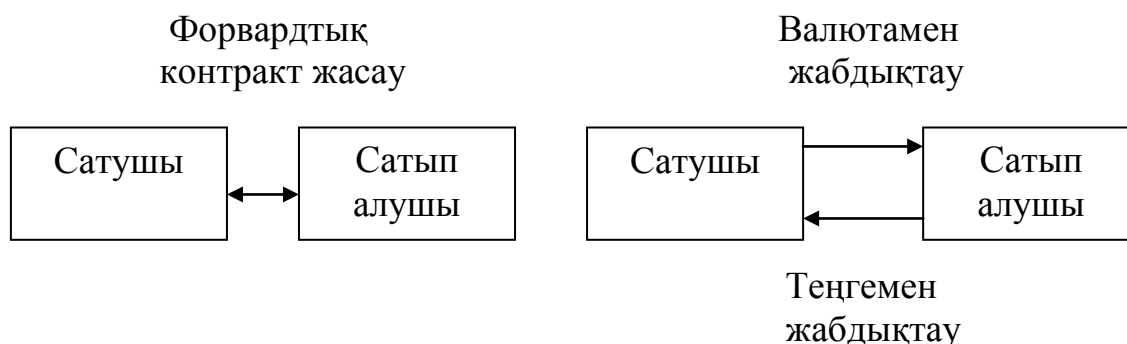 Форвардтық
контракт жасау
Валютамен
жабдықтау
Сатушы
Сатып
алушы
Сатушы
Сатып
алушы
Теңгемен
жабдықтау